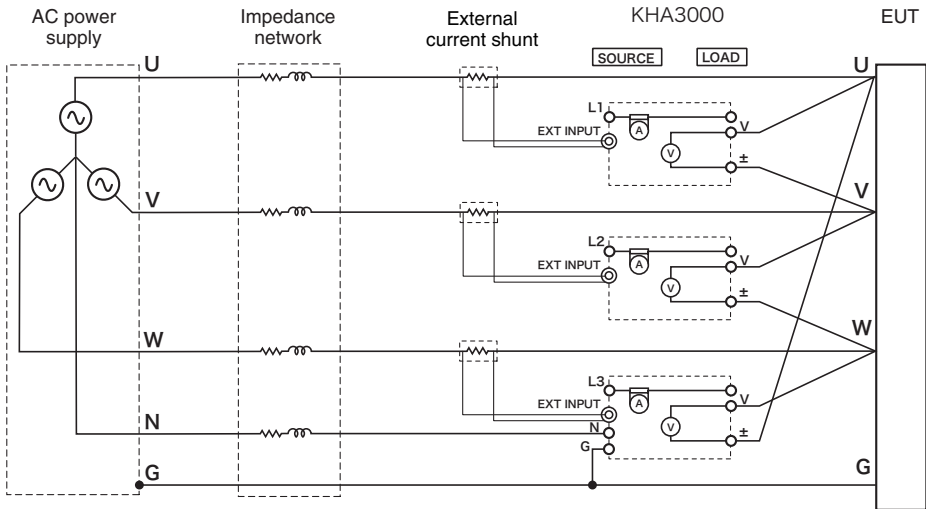 AC power
supply
Impedance
network
External
current shunt
KHA3000
EUT
SOURCE
LOAD
U
U
L1
A
V
EXT INPUT
V
±
V
V
L2
A
V
EXT INPUT
V
±
W
W
L3
A
V
EXT INPUT
V
±
N
N
G
G
G